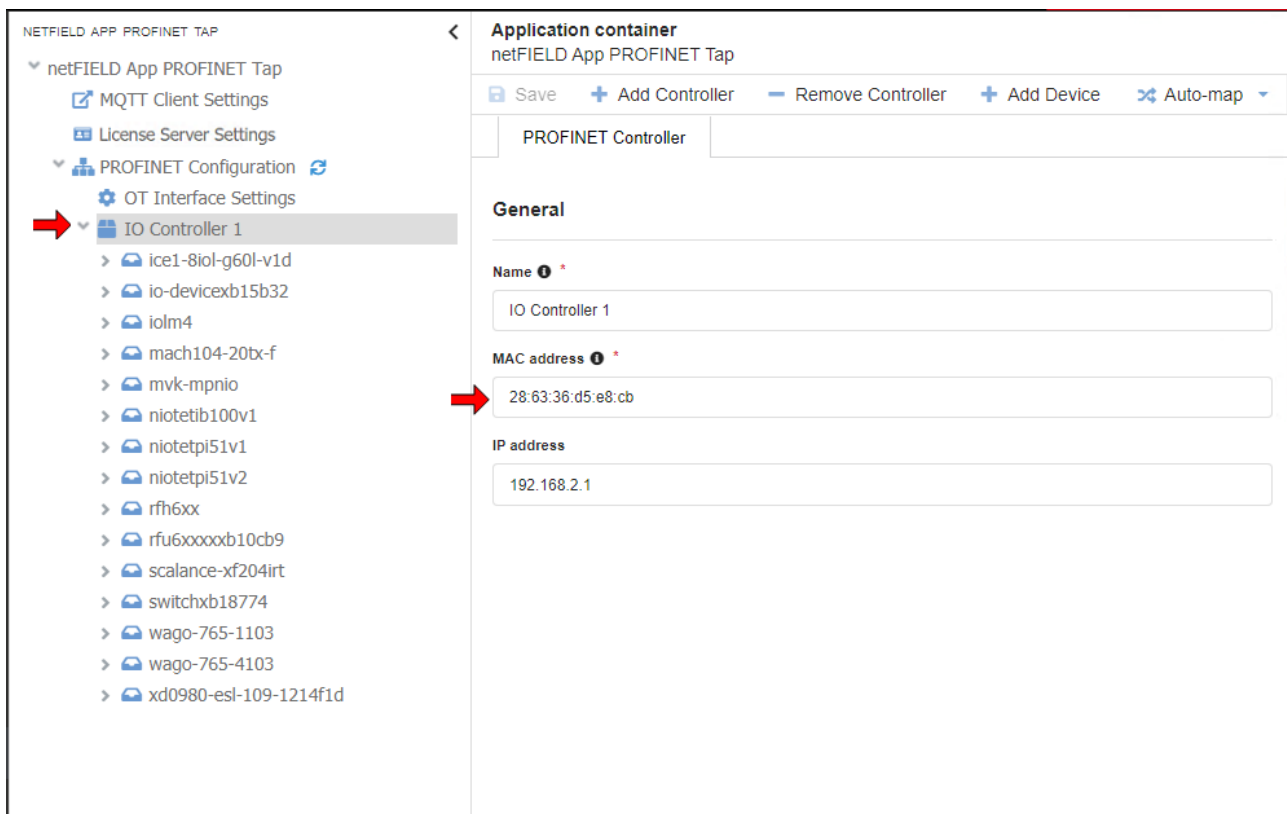 NETFIELD APP PROFINET TAP
netFIELD App PROFINET Tap
MQTT Client Settings
License Server Settings
PROFINET Configuration
OT Interface Settings
IO Controller 1
ice1-8iol-g60l-v1d
io-devicexb15b32
iolm4
mach104-20tx-f
mvk-mpnio
niotetib100v1
niotetpi51v1
niotetpi51v2
rfh6xx
rfu6xxxxxb10cb9
scalance-xf204irt
switchxb18774
wago-765-1103
wago-765-4103
xd0980-esl-109-1214f1d
Application container
netFIELD App PROFINET Tap
Save Add Controller Remove Controller Add Device Auto-map
PROFINET Controller
General
Name *
IO Controller 1
MAC address *
28:63:36:d5:e8:cb
IP address
192.168.2.1